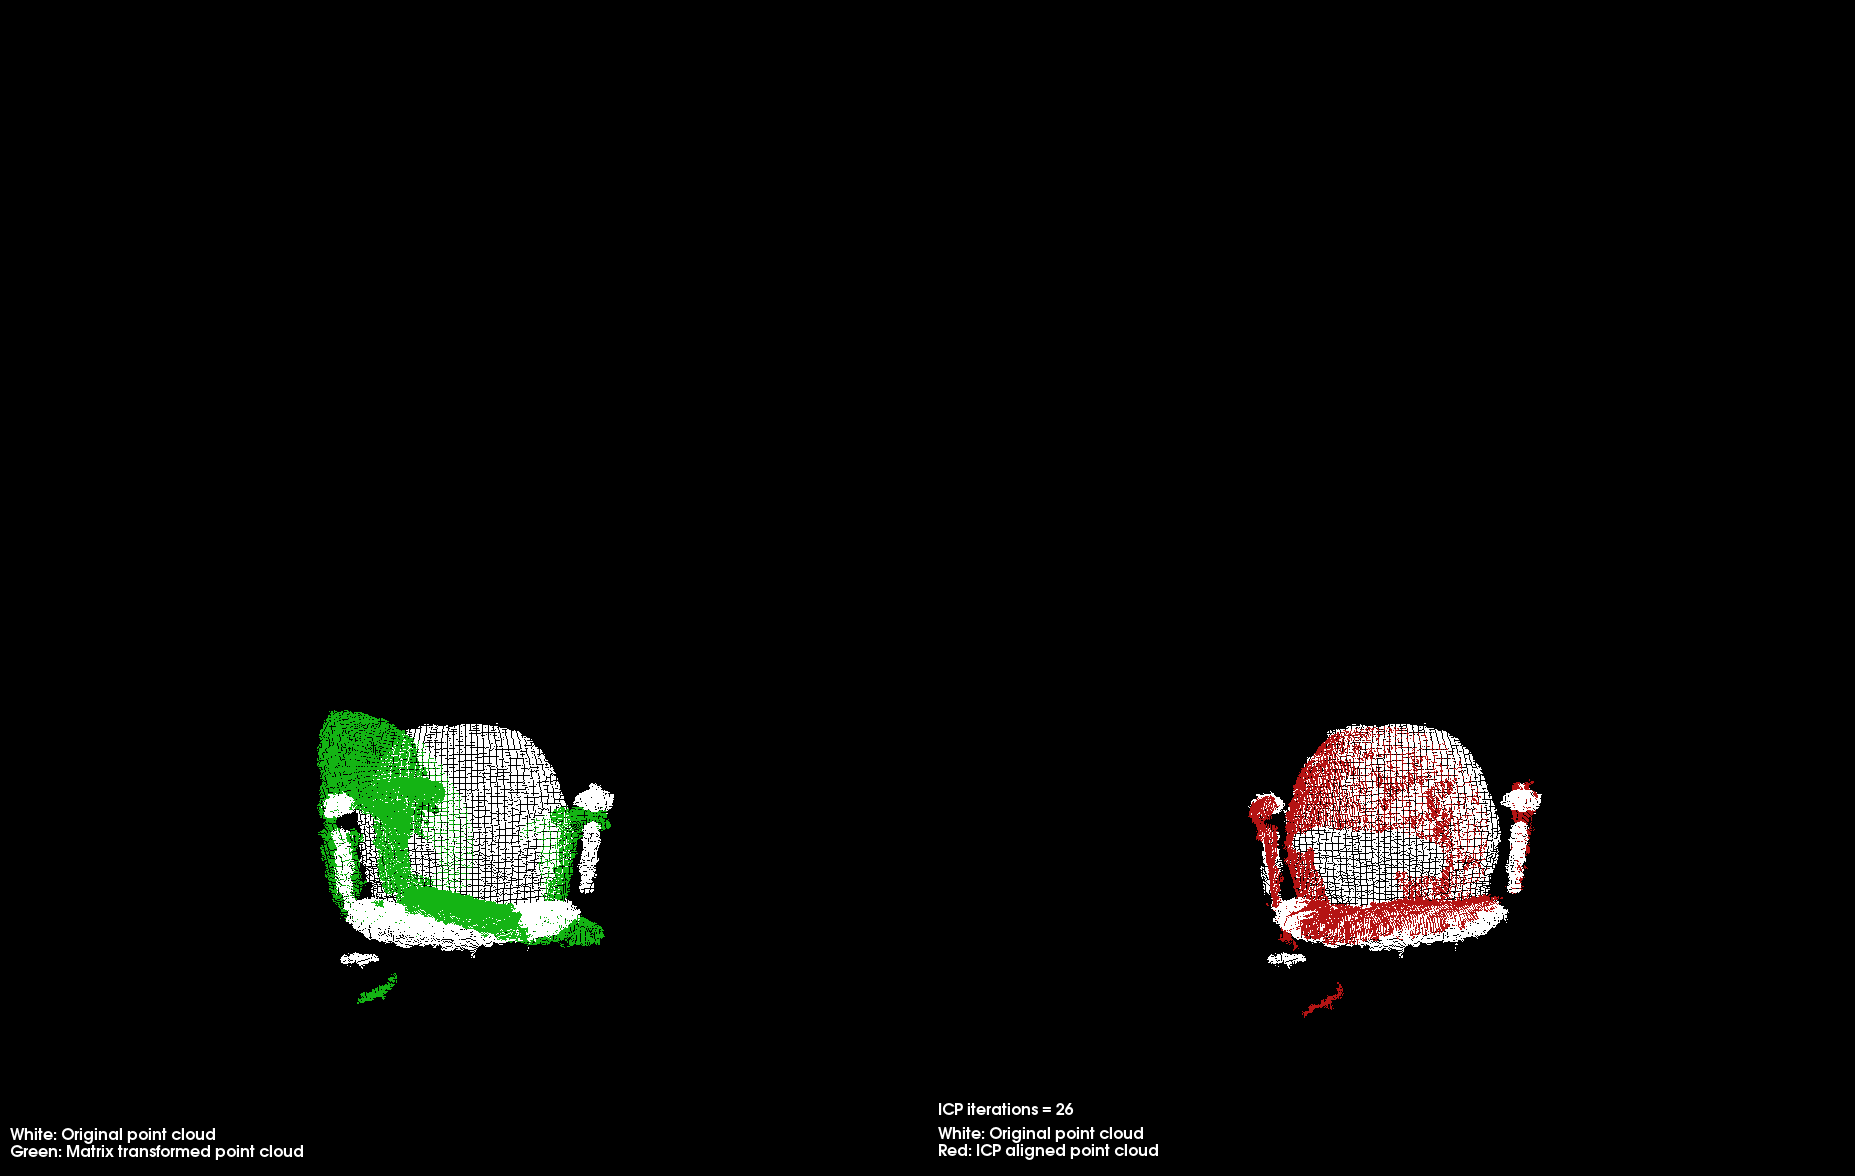 White: Original point cloud
Green: Matrix transformed point cloud
ICP iterations = 26
White: Original point cloud
Red: ICP aligned point cloud